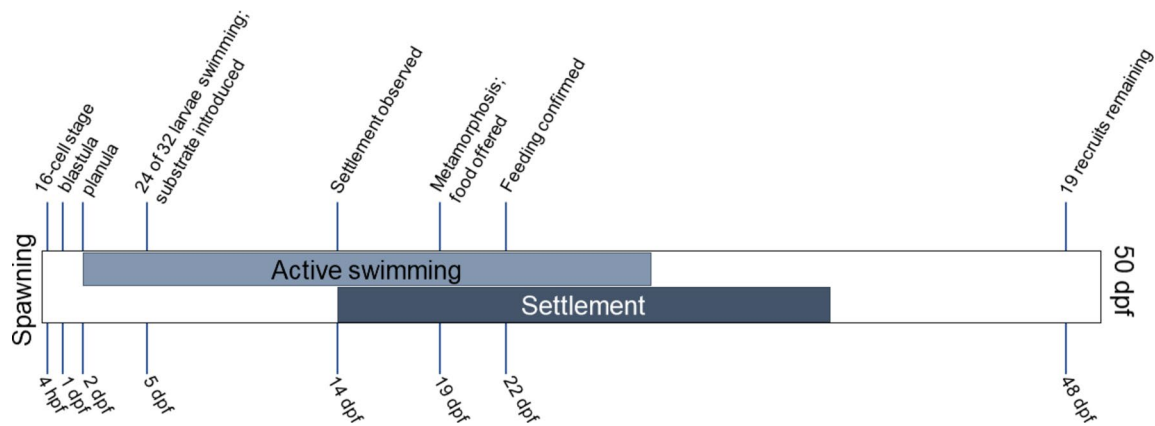 16-cell stage
blastula
planula
24 of 32 larvae swimming;
substrate introduced
Settlement observed
Metamorphosis;
food offered
Feeding confirmed
19 recruits remaining
Spawning
Active swimming
Settlement
50 dpf
4 hpf
1 dpf
2 dpf
5 dpf
14 dpf
19 dpf
22 dpf
48 dpf